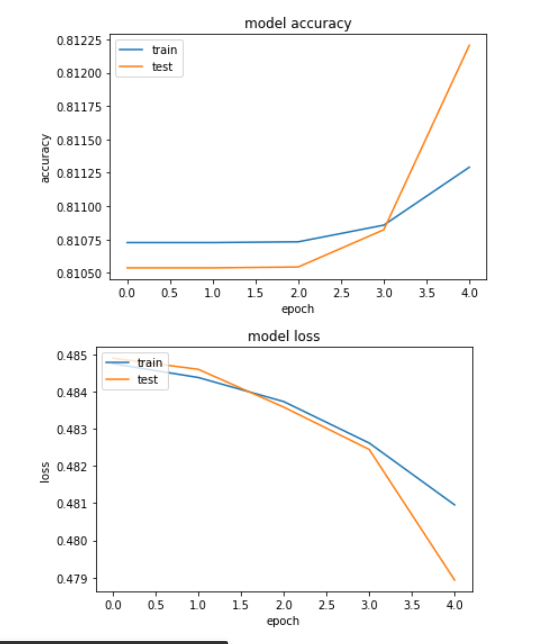 model accuracy
0.81225
0.81200
0.81175
0.81150
0.81125
0.81100
0.81075
0.81050
accuracy
train
test
0.0 0.5 1.0 1.5 2.0 2.5 3.0 3.5 4.0
epoch
model loss
0.485
0.484
0.483
0.482
0.481
0.480
0.479
loss
train
test
0.0 0.5 1.0 1.5 2.0 2.5 3.0 3.5 4.0
epoch